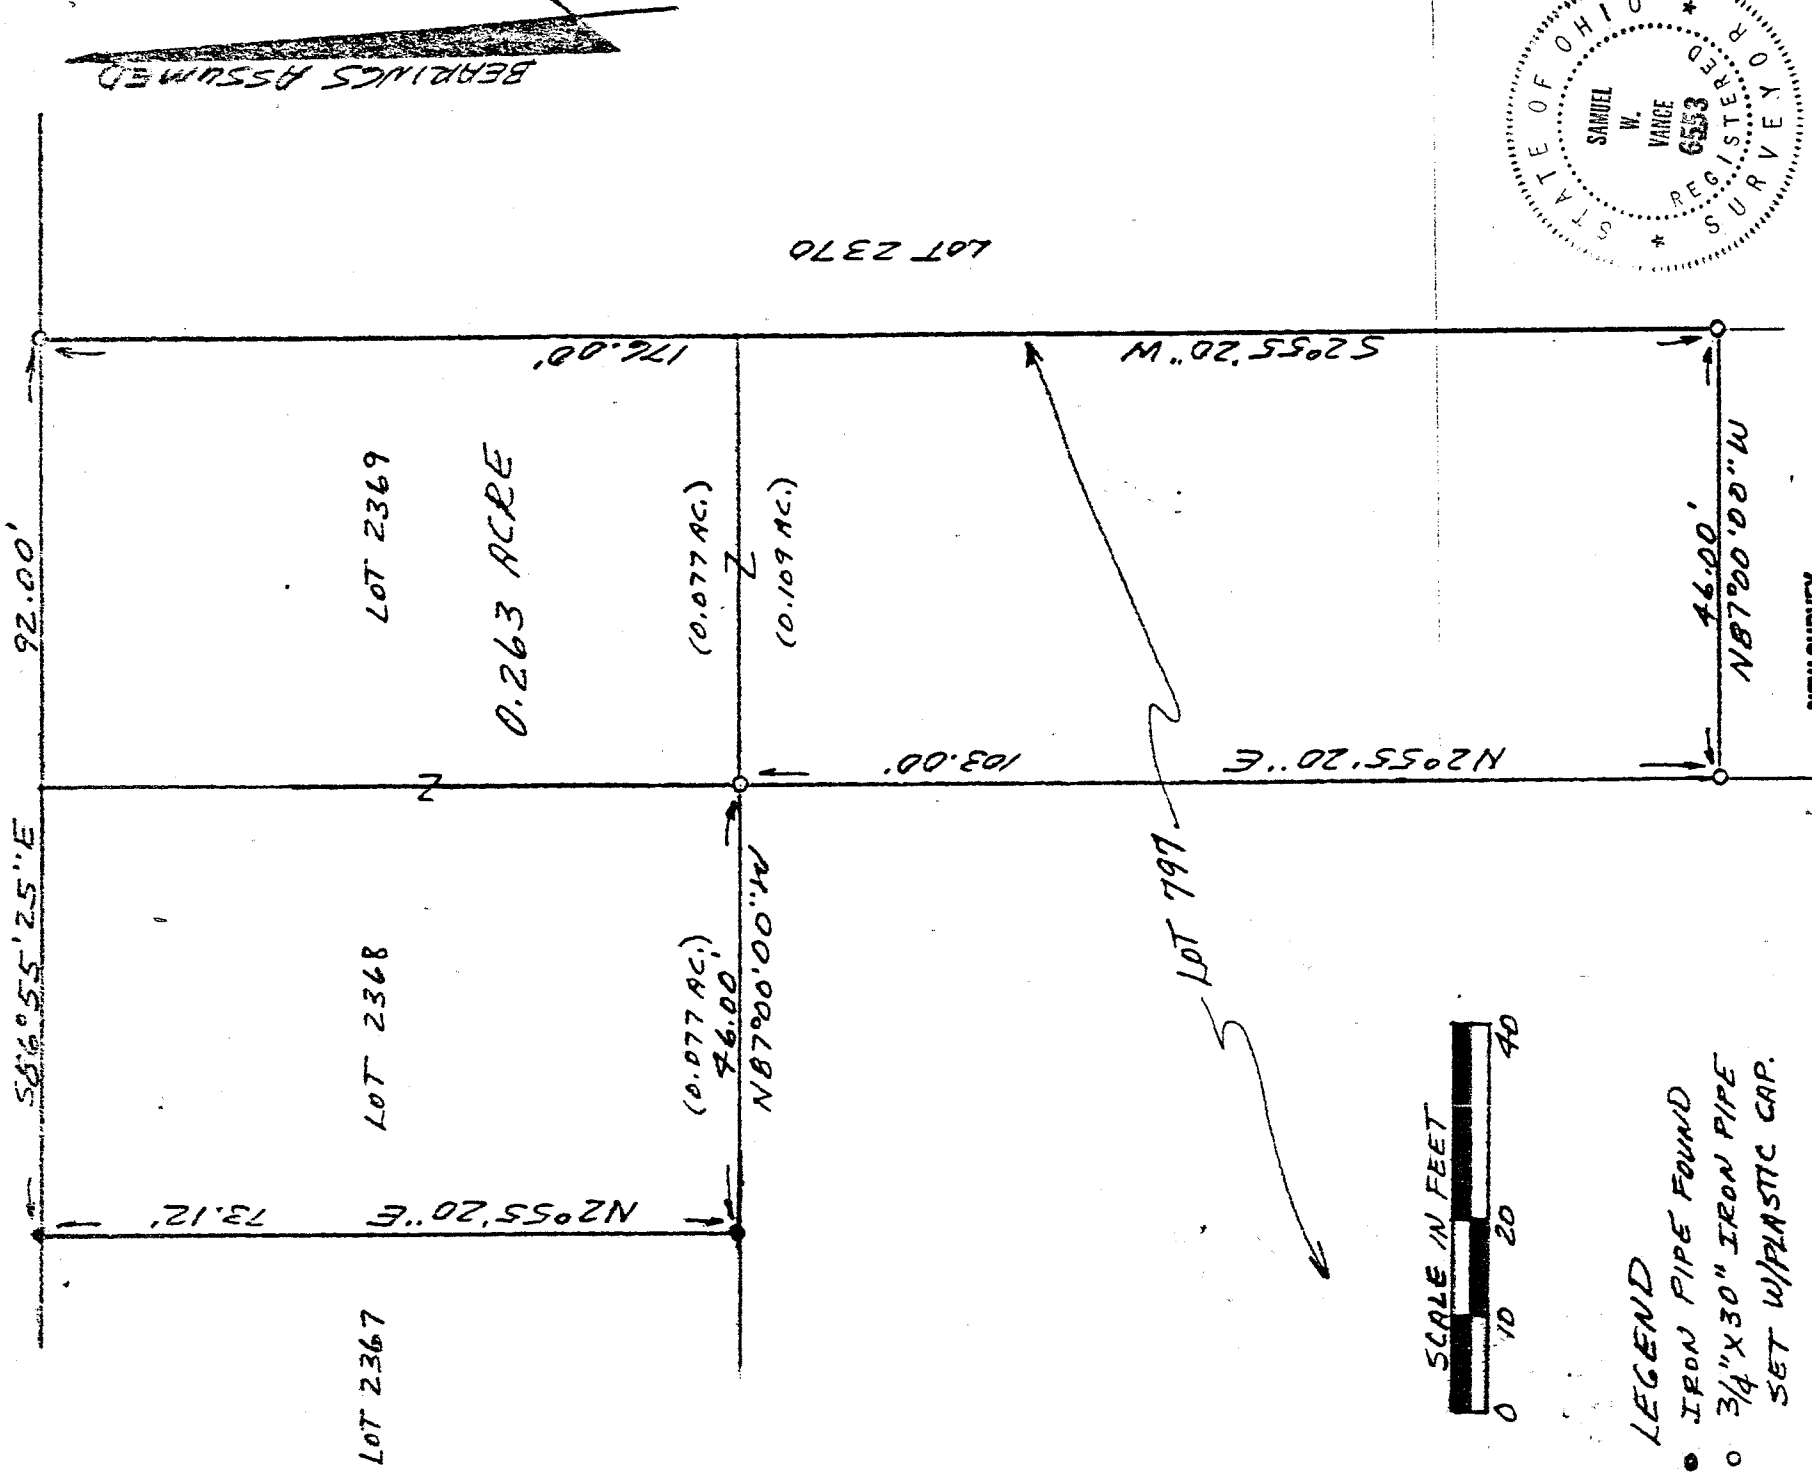 BEARINGS ASSUMED
STATE OF OHIO
SAMUEL
W.
VANCE
6553
REGISTERED
SURVEYOR
S86°55'25"E 92.00'
LOT 2370
176.00'
S2°55'20"W
LOT 2369
0.263 ACRE
(0.077 AC.)
(0.109 AC.)
46.00'
N87°00'00"W
103.00'
N2°55'20"E
LOT 2368
(0.077 AC.)
46.00'
N87°00'00"W
73.12'
N2°55'20"E
LOT 2367
LOT 797
SCALE IN FEET
0 10 20 40
LEGEND
● IRON PIPE FOUND
○ 3/4"X30" IRON PIPE
SET W/PLASTIC CAP.